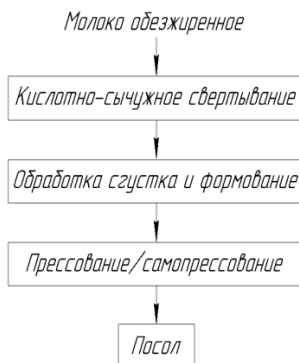 Молоко обезжиренное
Кислотно-сычужное свертывание
Обработка сгустка и формование
Прессование/самопрессование
Посол